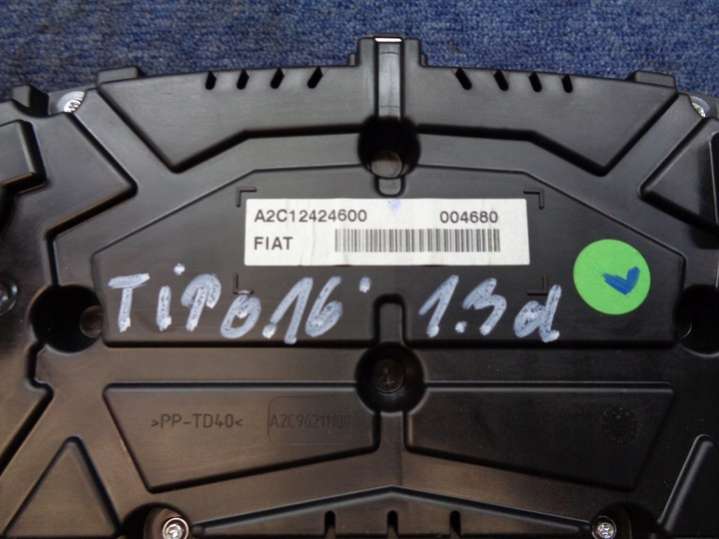 A2C12424600 004680
FIAT
TiPO.16' 1.3d
>PP-TD40<